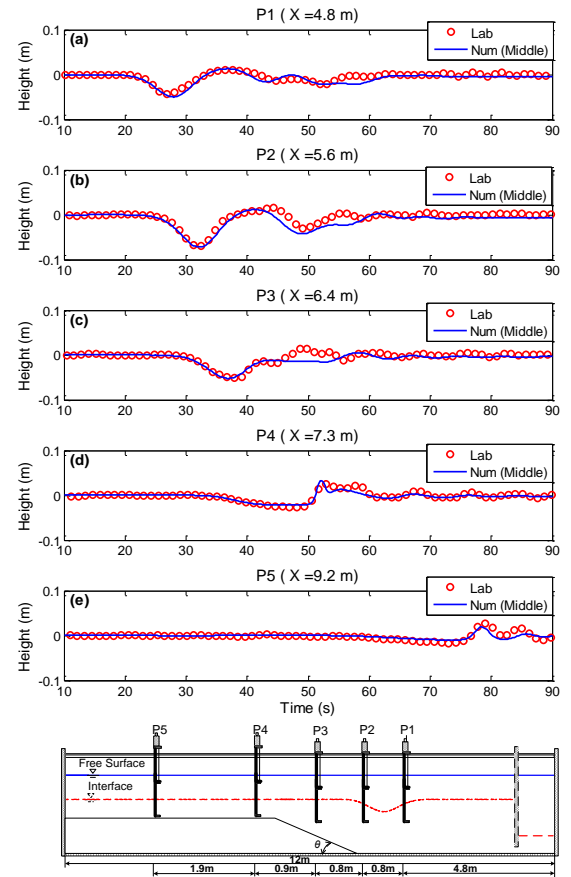 P1 ( X =4.8 m)
(a)
Lab
Num (Middle)
Height (m)
0.1
0
-0.1
10 20 30 40 50 60 70 80 90
P2 ( X =5.6 m)
(b)
Lab
Num (Middle)
Height (m)
0.1
0
-0.1
10 20 30 40 50 60 70 80 90
P3 ( X =6.4 m)
(c)
Lab
Num (Middle)
Height (m)
0.1
0
-0.1
10 20 30 40 50 60 70 80 90
P4 ( X =7.3 m)
(d)
Lab
Num (Middle)
Height (m)
0.1
0
-0.1
10 20 30 40 50 60 70 80 90
P5 ( X =9.2 m)
(e)
Lab
Num (Middle)
Height (m)
0.1
0
-0.1
10 20 30 40 50 60 70 80 90
Time (s)
P5 P4 P3 P2 P1
Free Surface
Interface
θ
12m
1.9m 0.9m 0.8m 0.8m 4.8m